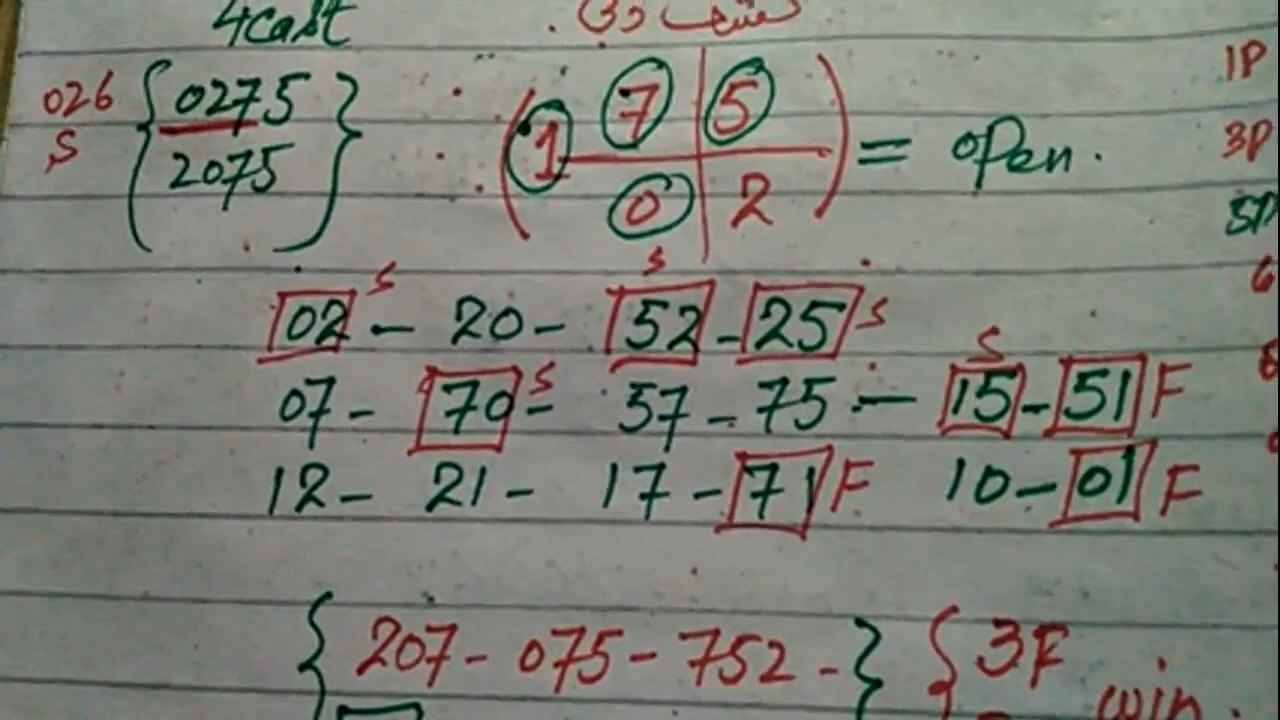 4cast
026 { 0275 } ( 1 7 5 ) = open. 1P
S 2075 0 2 3P
S S
02 - 20 - 52 - 25 S
S S
07 - 70 - 57 - 75 - 15 - 51 F
12 - 21 - 17 - 71 F 10 - 01 F
{ 207 - 075 - 752 - } { 3F
win.